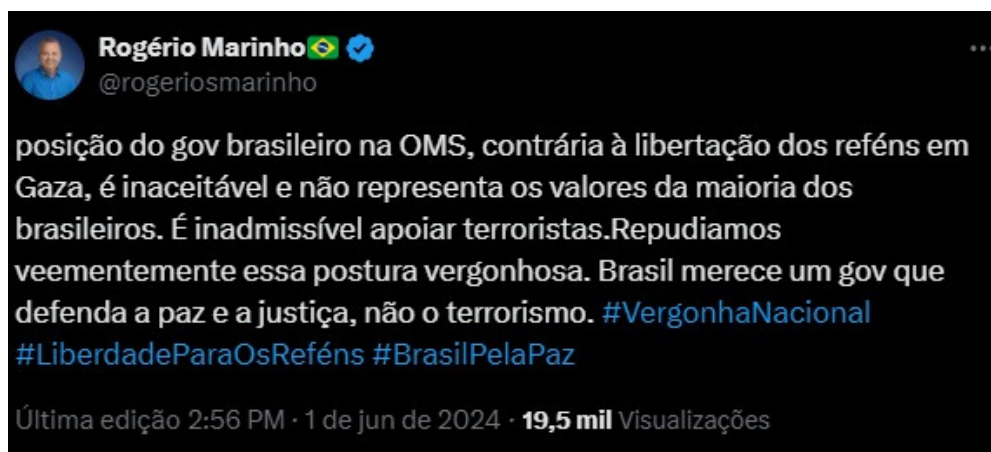 Rogério Marinho🇧🇷
@rogeriosmarinho
posição do gov brasileiro na OMS, contrária à libertação dos reféns em
Gaza, é inaceitável e não representa os valores da maioria dos
brasileiros. É inadmissível apoiar terroristas.Repudiamos
veementemente essa postura vergonhosa. Brasil merece um gov que
defenda a paz e a justiça, não o terrorismo. #VergonhaNacional
#LiberdadeParaOsReféns #BrasilPelaPaz
Última edição 2:56 PM · 1 de jun de 2024 · 19,5 mil Visualizações